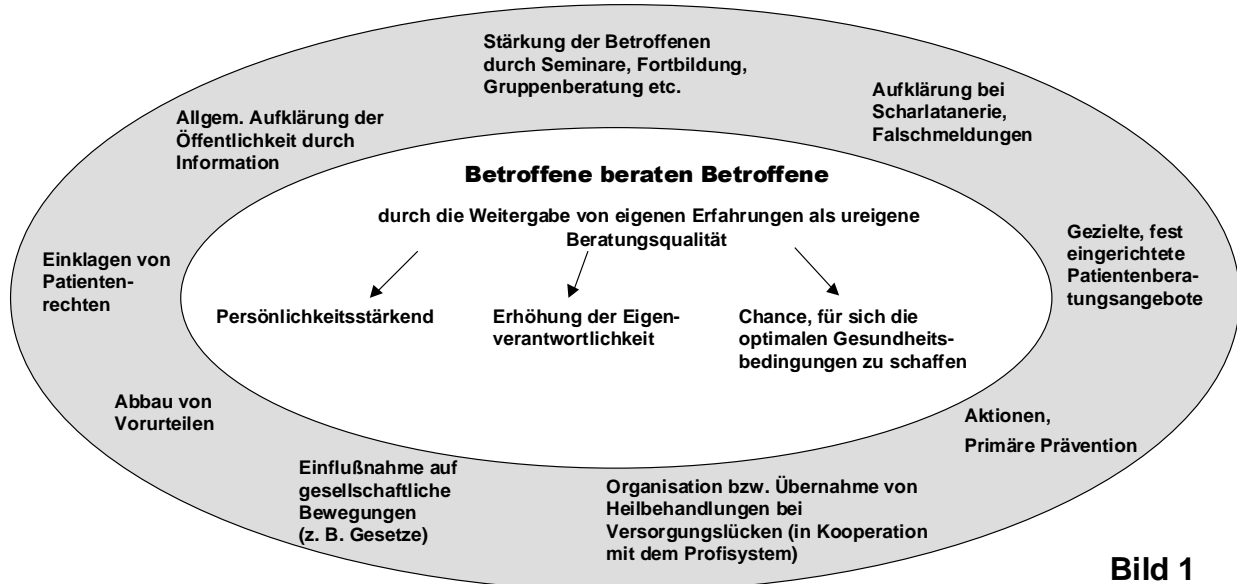 Stärkung der Betroffenen
durch Seminare, Fortbildung,
Gruppenberatung etc.
Aufklärung bei
Scharlatanerie,
Falschmeldungen
Allgem. Aufklärung der
Öffentlichkeit durch
Information
Betroffene beraten Betroffene
durch die Weitergabe von eigenen Erfahrungen als ureigene
Beratungsqualität
Gezielte, fest
eingerichtete
Patientenbera-
tungsangebote
Einklagen von
Patienten-
rechten
Persönlichkeitsstärkend
Erhöhung der Eigen-
verantwortlichkeit
Chance, für sich die
optimalen Gesundheits-
bedingungen zu schaffen
Abbau von
Vorurteilen
Aktionen,
Primäre Prävention
Einflußnahme auf
gesellschaftliche
Bewegungen
(z. B. Gesetze)
Organisation bzw. Übernahme von
Heilbehandlungen bei
Versorgungslücken (in Kooperation
mit dem Profisystem)
Bild 1